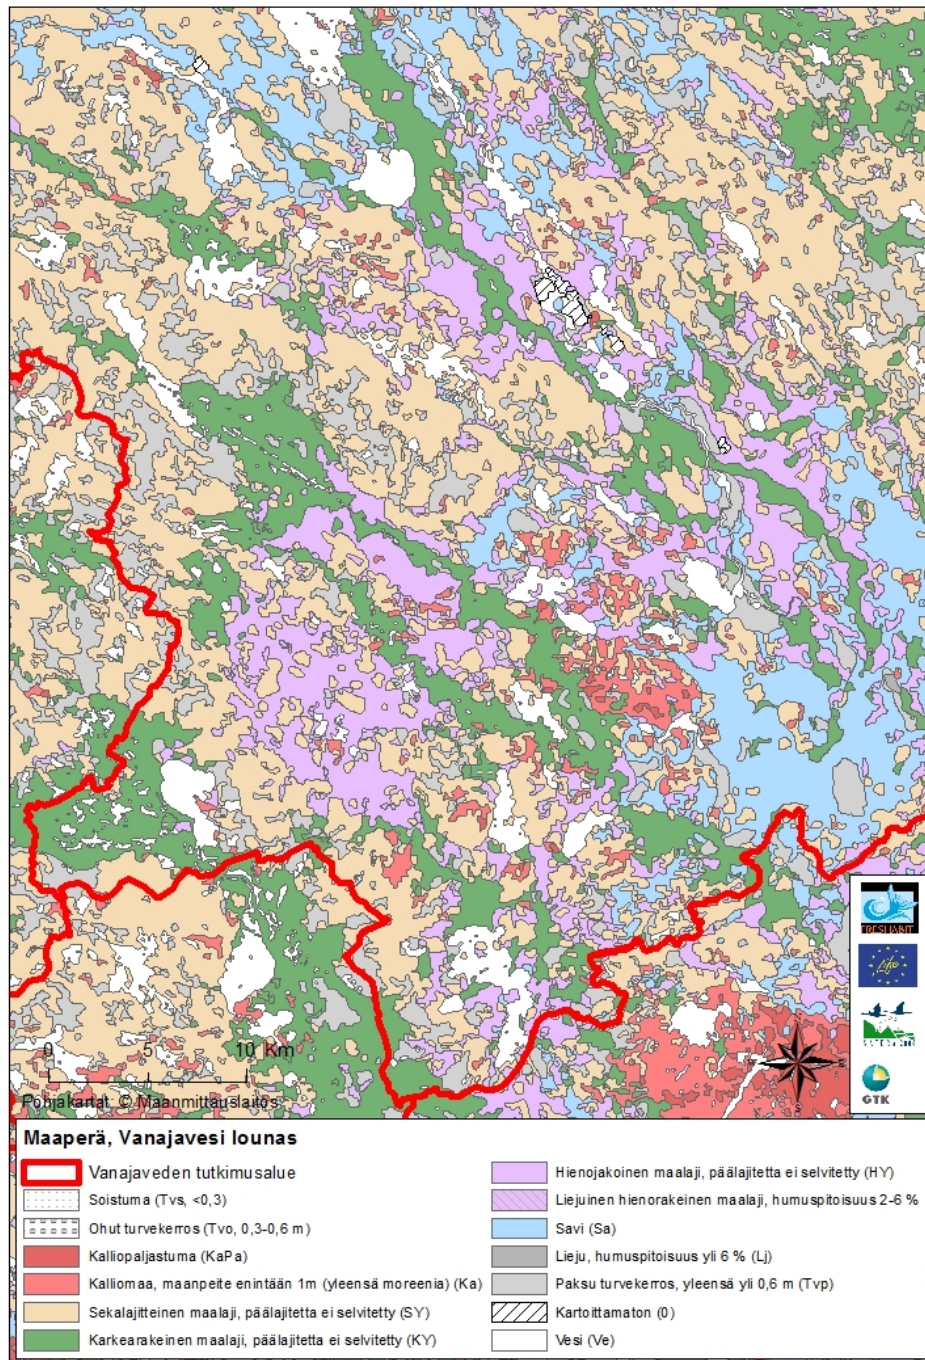 FRESHABIT
Life
GTK
0 5 10 Km
Pohjakartat: © Maanmittauslaitos
Maaperä, Vanajavesi lounas
Vanajaveden tutkimusalue
Soistuma (Tvs, <0,3)
Ohut turvekerros (Tvo, 0,3-0,6 m)
Kalliopaljastuma (KaPa)
Kalliomaa, maanpeite enintään 1m (yleensä moreenia) (Ka)
Sekalajitteinen maalaji, päälajitetta ei selvitetty (SY)
Karkearakeinen maalaji, päälajitetta ei selvitetty (KY)
Hienojakoinen maalaji, päälajitetta ei selvitetty (HY)
Liejuinen hienorakeinen maalaji, humuspitoisuus 2-6 %
Savi (Sa)
Lieju, humuspitoisuus yli 6 % (Lj)
Paksu turvekerros, yleensä yli 0,6 m (Tvp)
Kartoittamaton (0)
Vesi (Ve)